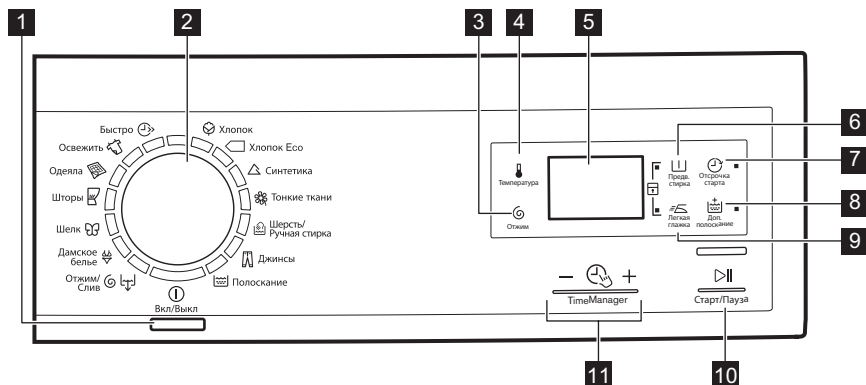 1
2
3
4
5
6
7
8
9
10
11
Быстро
Освежить
Одеяла
Шторы
Шелк
Дамское
белье
Отжим/
Слив
Вкл/Выкл
Хлопок
Хлопок Eco
Синтетика
Тонкие ткани
Шерсть/
Ручная стирка
Джинсы
Полоскание
Температура
Отжим
Предв.
стирка
Отсрочка
старта
Легкая
глажка
Доп.
полоскание
TimeManager
Старт/Пауза